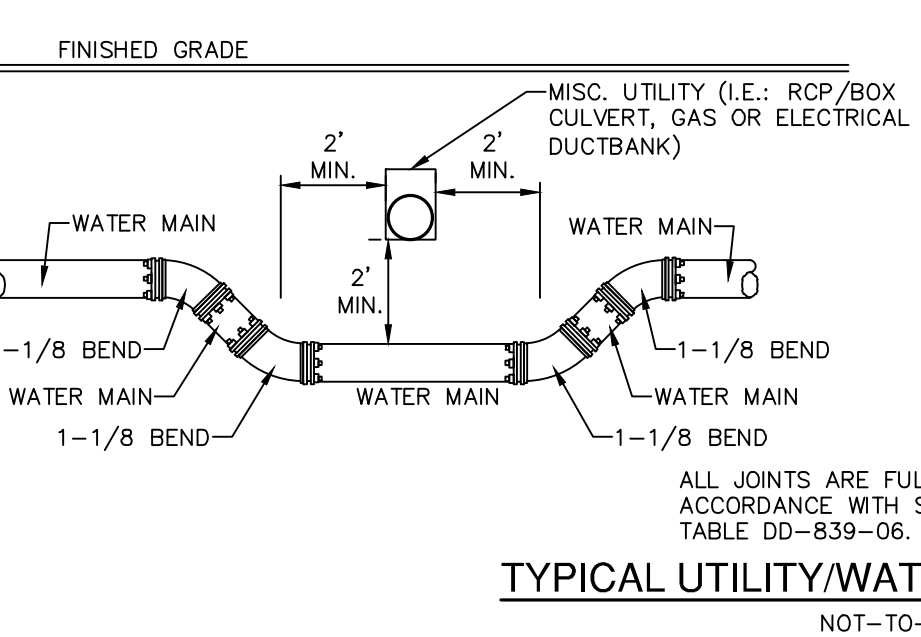 FINISHED GRADE
MISC. UTILITY (I.E.: RCP/BOX
CULVERT, GAS OR ELECTRICAL
DUCTBANK)
2'
MIN.
2'
MIN.
WATER MAIN
WATER MAIN
2'
MIN.
-1/8 BEND
1-1/8 BEND
WATER MAIN
WATER MAIN
WATER MAIN
1-1/8 BEND
1-1/8 BEND
ALL JOINTS ARE FUL
ACCORDANCE WITH S
TABLE DD-839-06.
TYPICAL UTILITY/WAT
NOT-TO-